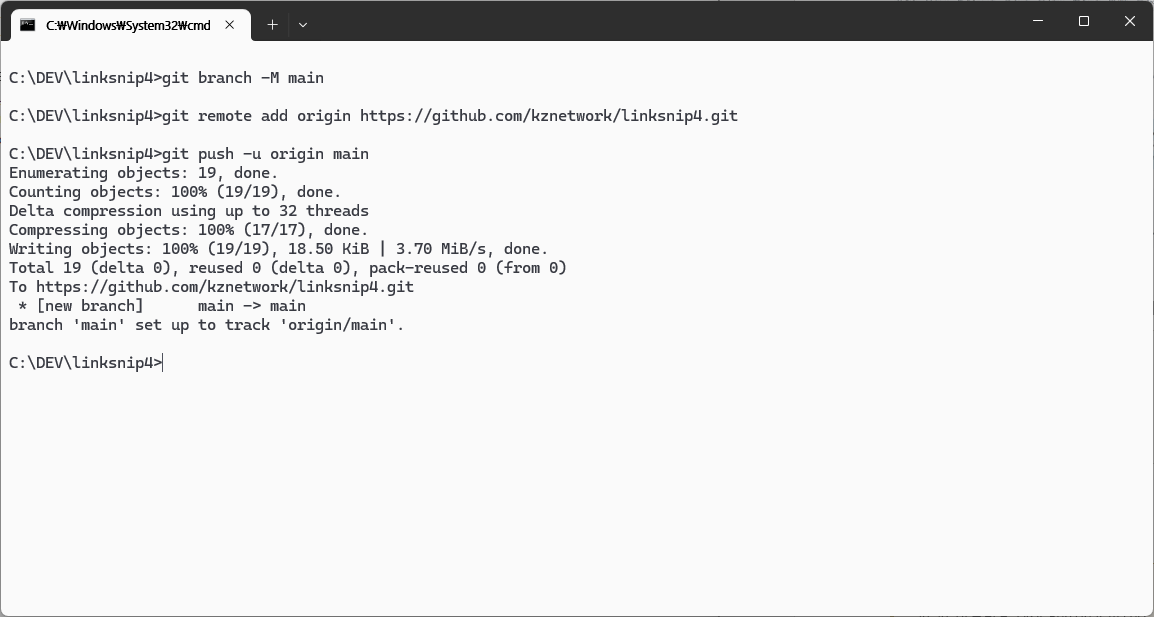 C:₩Windows₩System32₩cmd
C:\DEV\linksnip4>git branch -M main
C:\DEV\linksnip4>git remote add origin https://github.com/kznetwork/linksnip4.git
C:\DEV\linksnip4>git push -u origin main
Enumerating objects: 19, done.
Counting objects: 100% (19/19), done.
Delta compression using up to 32 threads
Compressing objects: 100% (17/17), done.
Writing objects: 100% (19/19), 18.50 KiB | 3.70 MiB/s, done.
Total 19 (delta 0), reused 0 (delta 0), pack-reused 0 (from 0)
To https://github.com/kznetwork/linksnip4.git
 * [new branch]      main -> main
branch 'main' set up to track 'origin/main'.
C:\DEV\linksnip4>